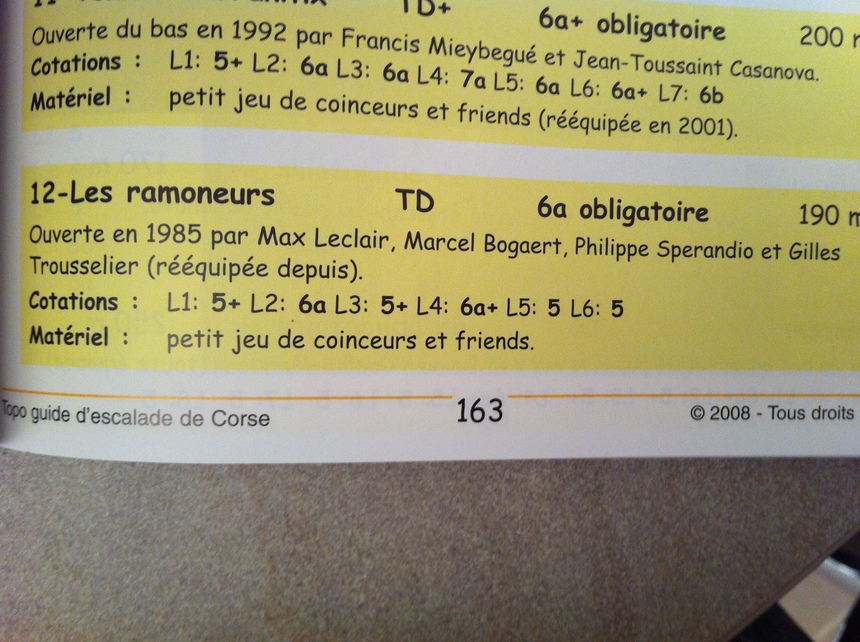 TD+ 6a+ obligatoire 200
Ouverte du bas en 1992 par Francis Mieybegué et Jean-Toussaint Casanova.
Cotations : L1: 5+ L2: 6a L3: 6a L4: 7a L5: 6a L6: 6a+ L7: 6b
Matériel : petit jeu de coinceurs et friends (rééquipée en 2001).
12-Les ramoneurs TD 6a obligatoire 190 m
Ouverte en 1985 par Max Leclair, Marcel Bogaert, Philippe Sperandio et Gilles
Trousselier (rééquipée depuis).
Cotations : L1: 5+ L2: 6a L3: 5+ L4: 6a+ L5: 5 L6: 5
Matériel : petit jeu de coinceurs et friends.
Topo guide d'escalade de Corse 163 © 2008 - Tous droits